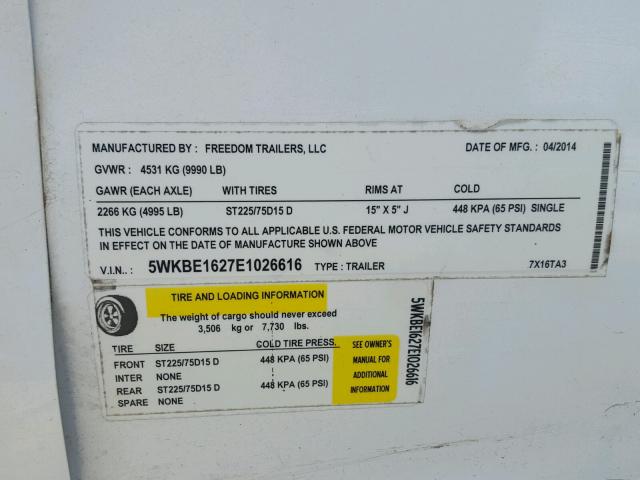 MANUFACTURED BY : FREEDOM TRAILERS, LLC DATE OF MFG. : 04/2014
GVWR : 4531 KG (9990 LB)
GAWR (EACH AXLE) WITH TIRES RIMS AT COLD
2266 KG (4995 LB) ST225/75D15 D 15" X 5" J 448 KPA (65 PSI) SINGLE
THIS VEHICLE CONFORMS TO ALL APPLICABLE U.S. FEDERAL MOTOR VEHICLE SAFETY STANDARDS
IN EFFECT ON THE DATE OF MANUFACTURE SHOWN ABOVE
V.I.N.. : 5WKBE1627E1026616 TYPE : TRAILER 7X16TA3
TIRE AND LOADING INFORMATION
The weight of cargo should never exceed
3,506 kg or 7,730 lbs.
TIRE SIZE COLD TIRE PRESS.
FRONT ST225/75D15 D 448 KPA (65 PSI)
INTER NONE
REAR ST225/75D15 D 448 KPA (65 PSI)
SPARE NONE
SEE OWNER'S
MANUAL FOR
ADDITIONAL
INFORMATION
5WKBE1627E1026616